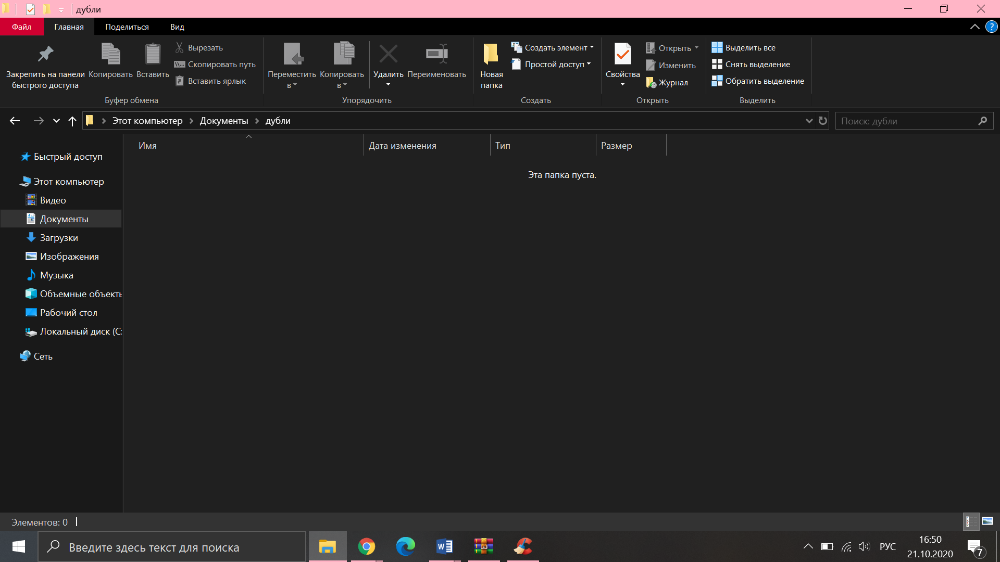 дубли
Файл Главная Поделиться Вид
Закрепить на панели быстрого доступа
Копировать
Вставить
Вырезать
Скопировать путь
Вставить ярлык
Буфер обмена
Переместить в
Копировать в
Удалить
Переименовать
Упорядочить
Новая папка
Создать элемент
Простой доступ
Создать
Свойства
Открыть
Изменить
Журнал
Открыть
Выделить все
Снять выделение
Обратить выделение
Выделить
Этот компьютер Документы дубли
Поиск: дубли
Имя Дата изменения Тип Размер
Эта папка пуста.
Быстрый доступ
Этот компьютер
Видео
Документы
Загрузки
Изображения
Музыка
Объемные объекты
Рабочий стол
Локальный диск (C:
Сеть
Элементов: 0
Введите здесь текст для поиска
РУС
16:50
21.10.2020
7